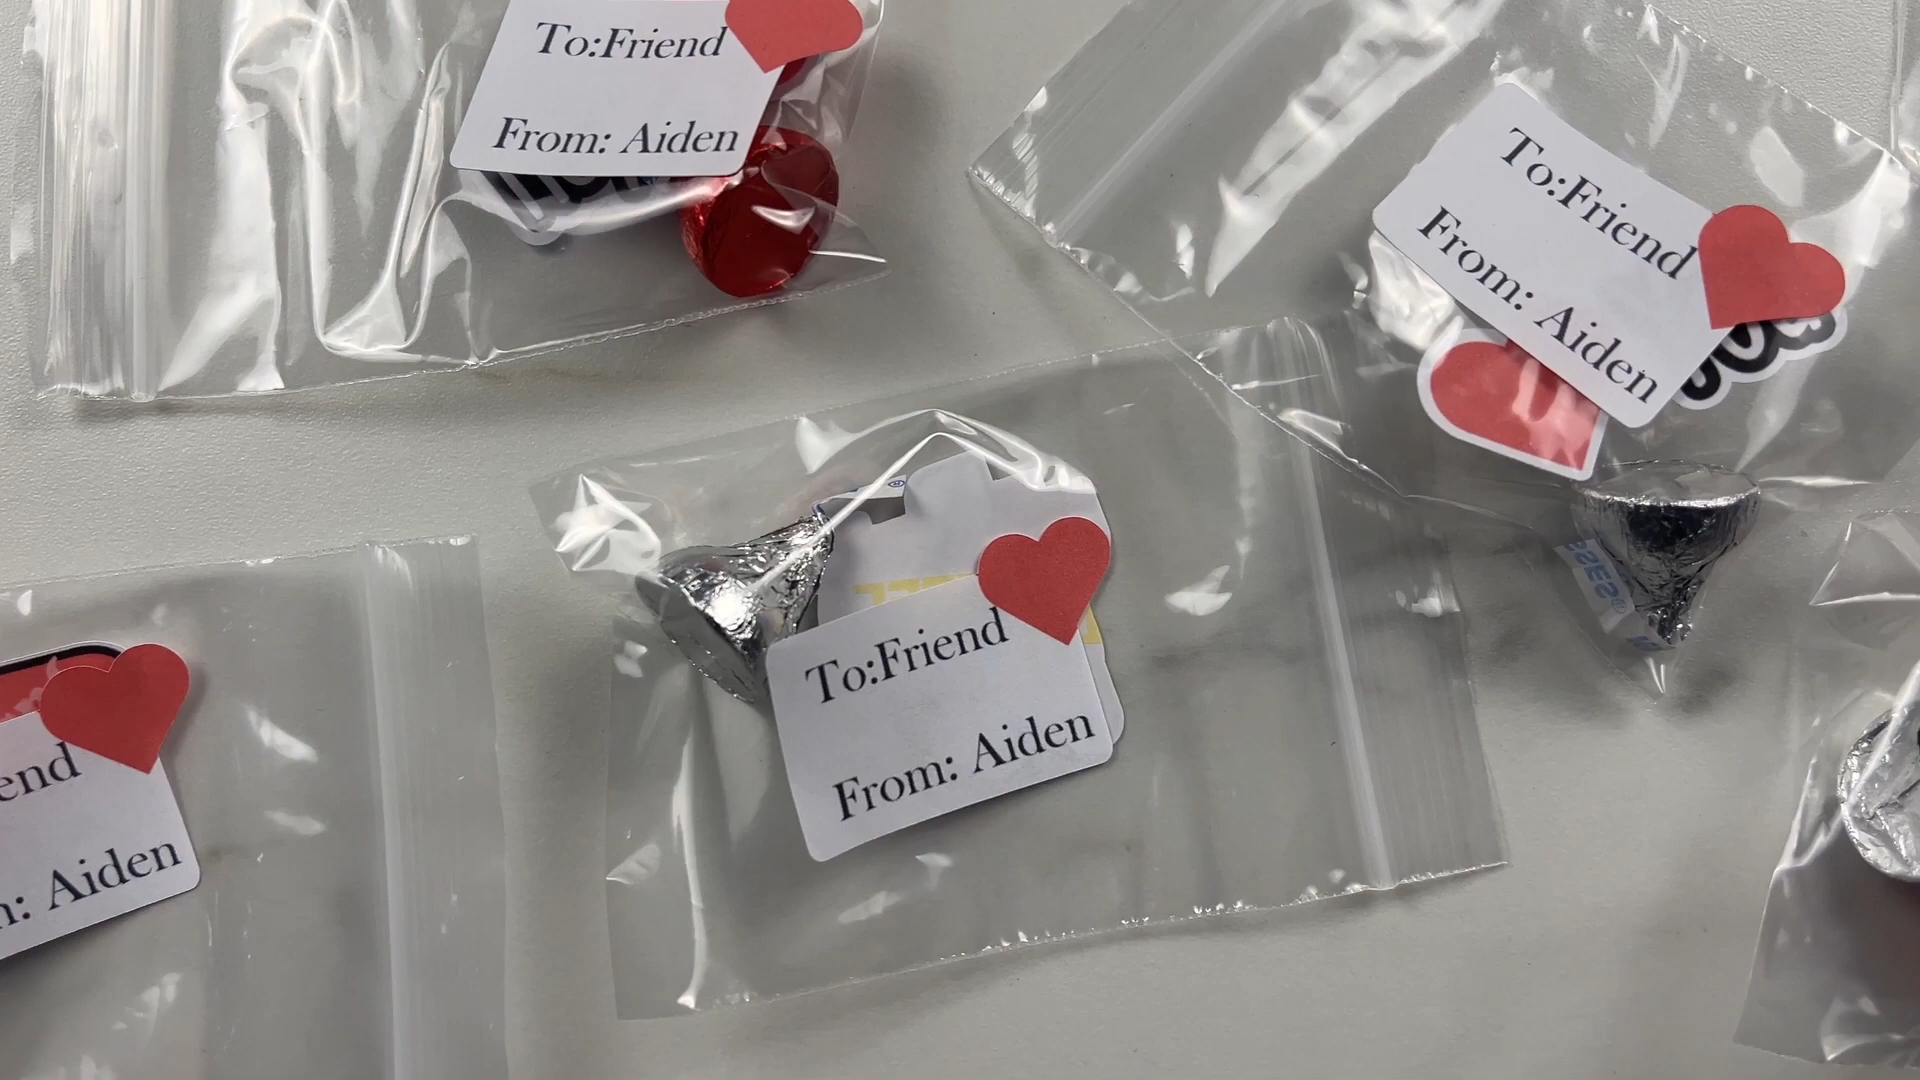 To:Friend
From: Aiden
To:Friend
From: Aiden
To:Friend
From: Aiden
end
: Aiden